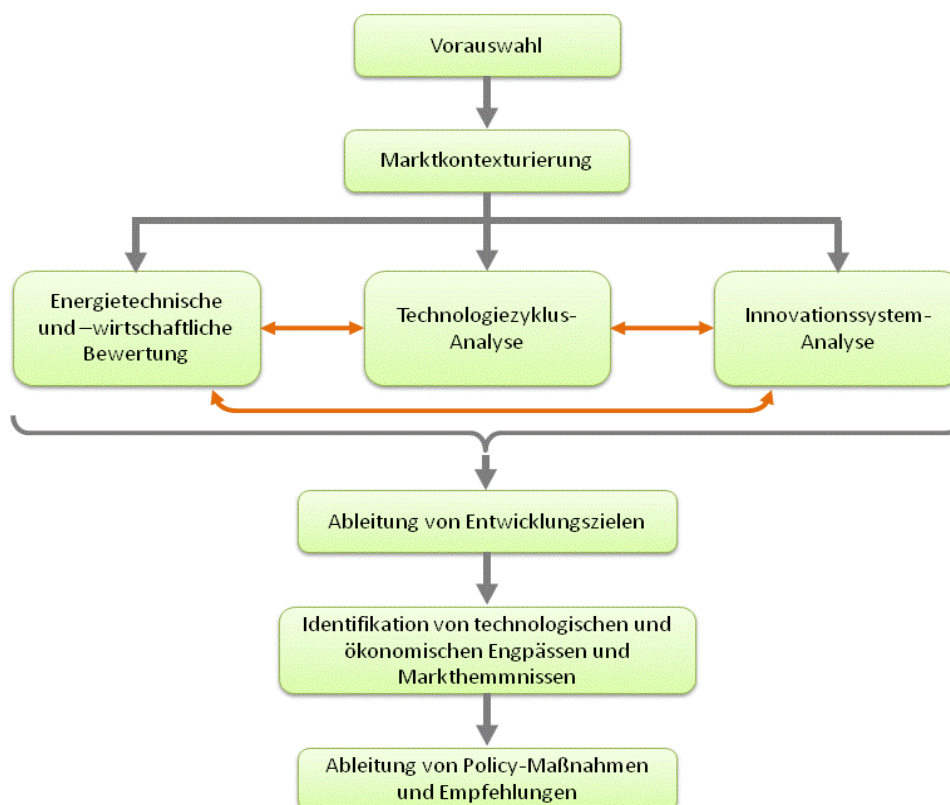 Vorauswahl
Marktkontexturierung
Energietechnische
und –wirtschaftliche
Bewertung
Technologiezyklus-
Analyse
Innovationssystem-
Analyse
Ableitung von Entwicklungszielen
Identifikation von technologischen und
ökonomischen Engpässen und
Markthemmnissen
Ableitung von Policy-Maßnahmen
und Empfehlungen